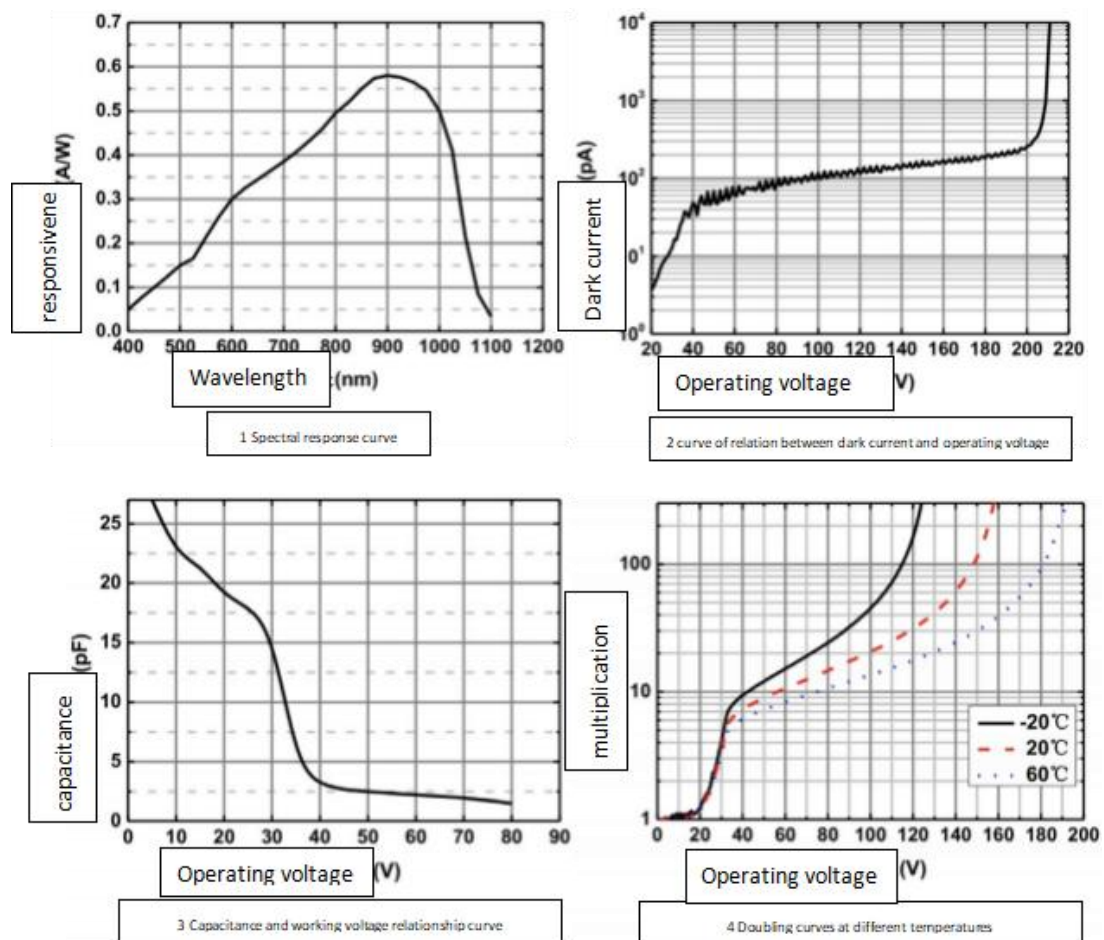 0.7
0.6
0.5
0.4
0.3
0.2
0.1
0.0
(A/W)
responsivene
400 500 600 700 800 900 1000 1100 1200
Wavelength (nm)
1 Spectral response curve
10⁴
10³
10²
10¹
10⁰
(pA)
Dark current
20 40 60 80 100 120 140 160 180 200 220
Operating voltage V)
2 curve of relation between dark current and operating voltage
25
20
15
10
5
0
(pF)
capacitance
0 10 20 30 40 50 60 70 80 90
Operating voltage (V)
3 Capacitance and working voltage relationship curve
100
10
1
multiplication
-20℃
20℃
60℃
0 20 40 60 80 100 120 140 160 180 200
Operating voltage (V)
4 Doubling curves at different temperatures